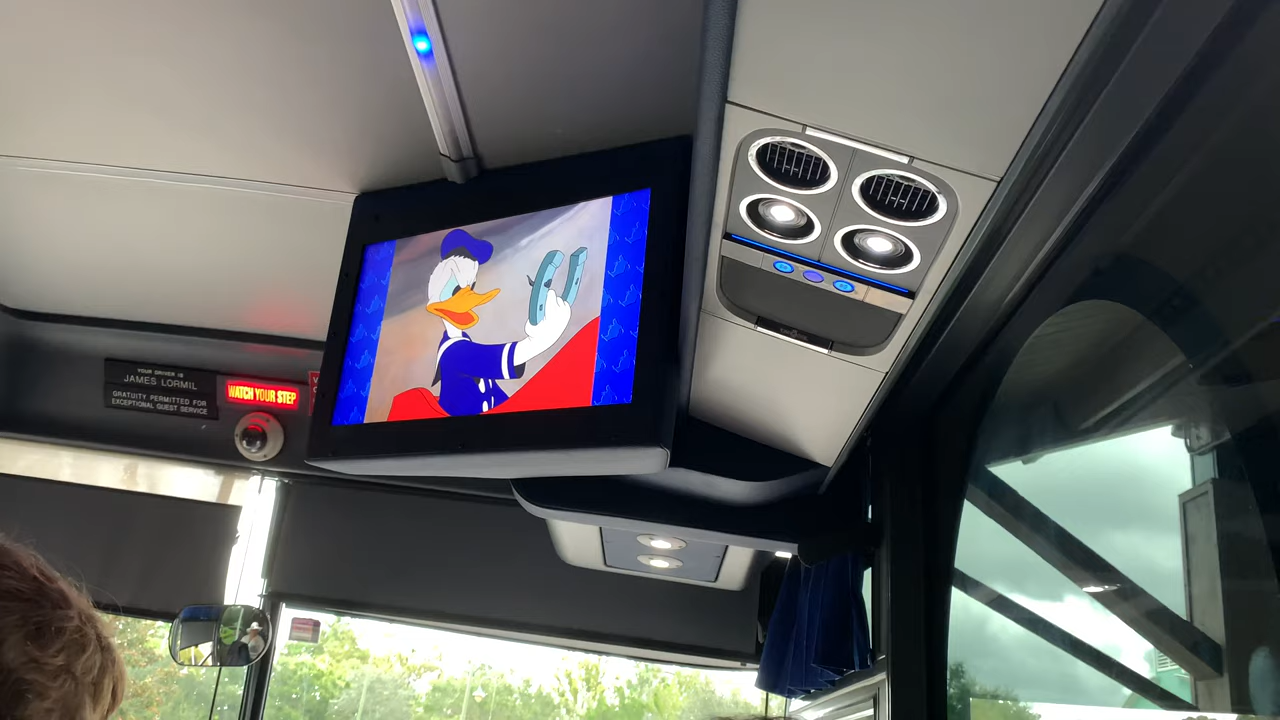 YOUR DRIVER IS
JAMES LORMIL
GRATUITY PERMITTED FOR
EXCEPTIONAL GUEST SERVICE
WATCH YOUR STEP